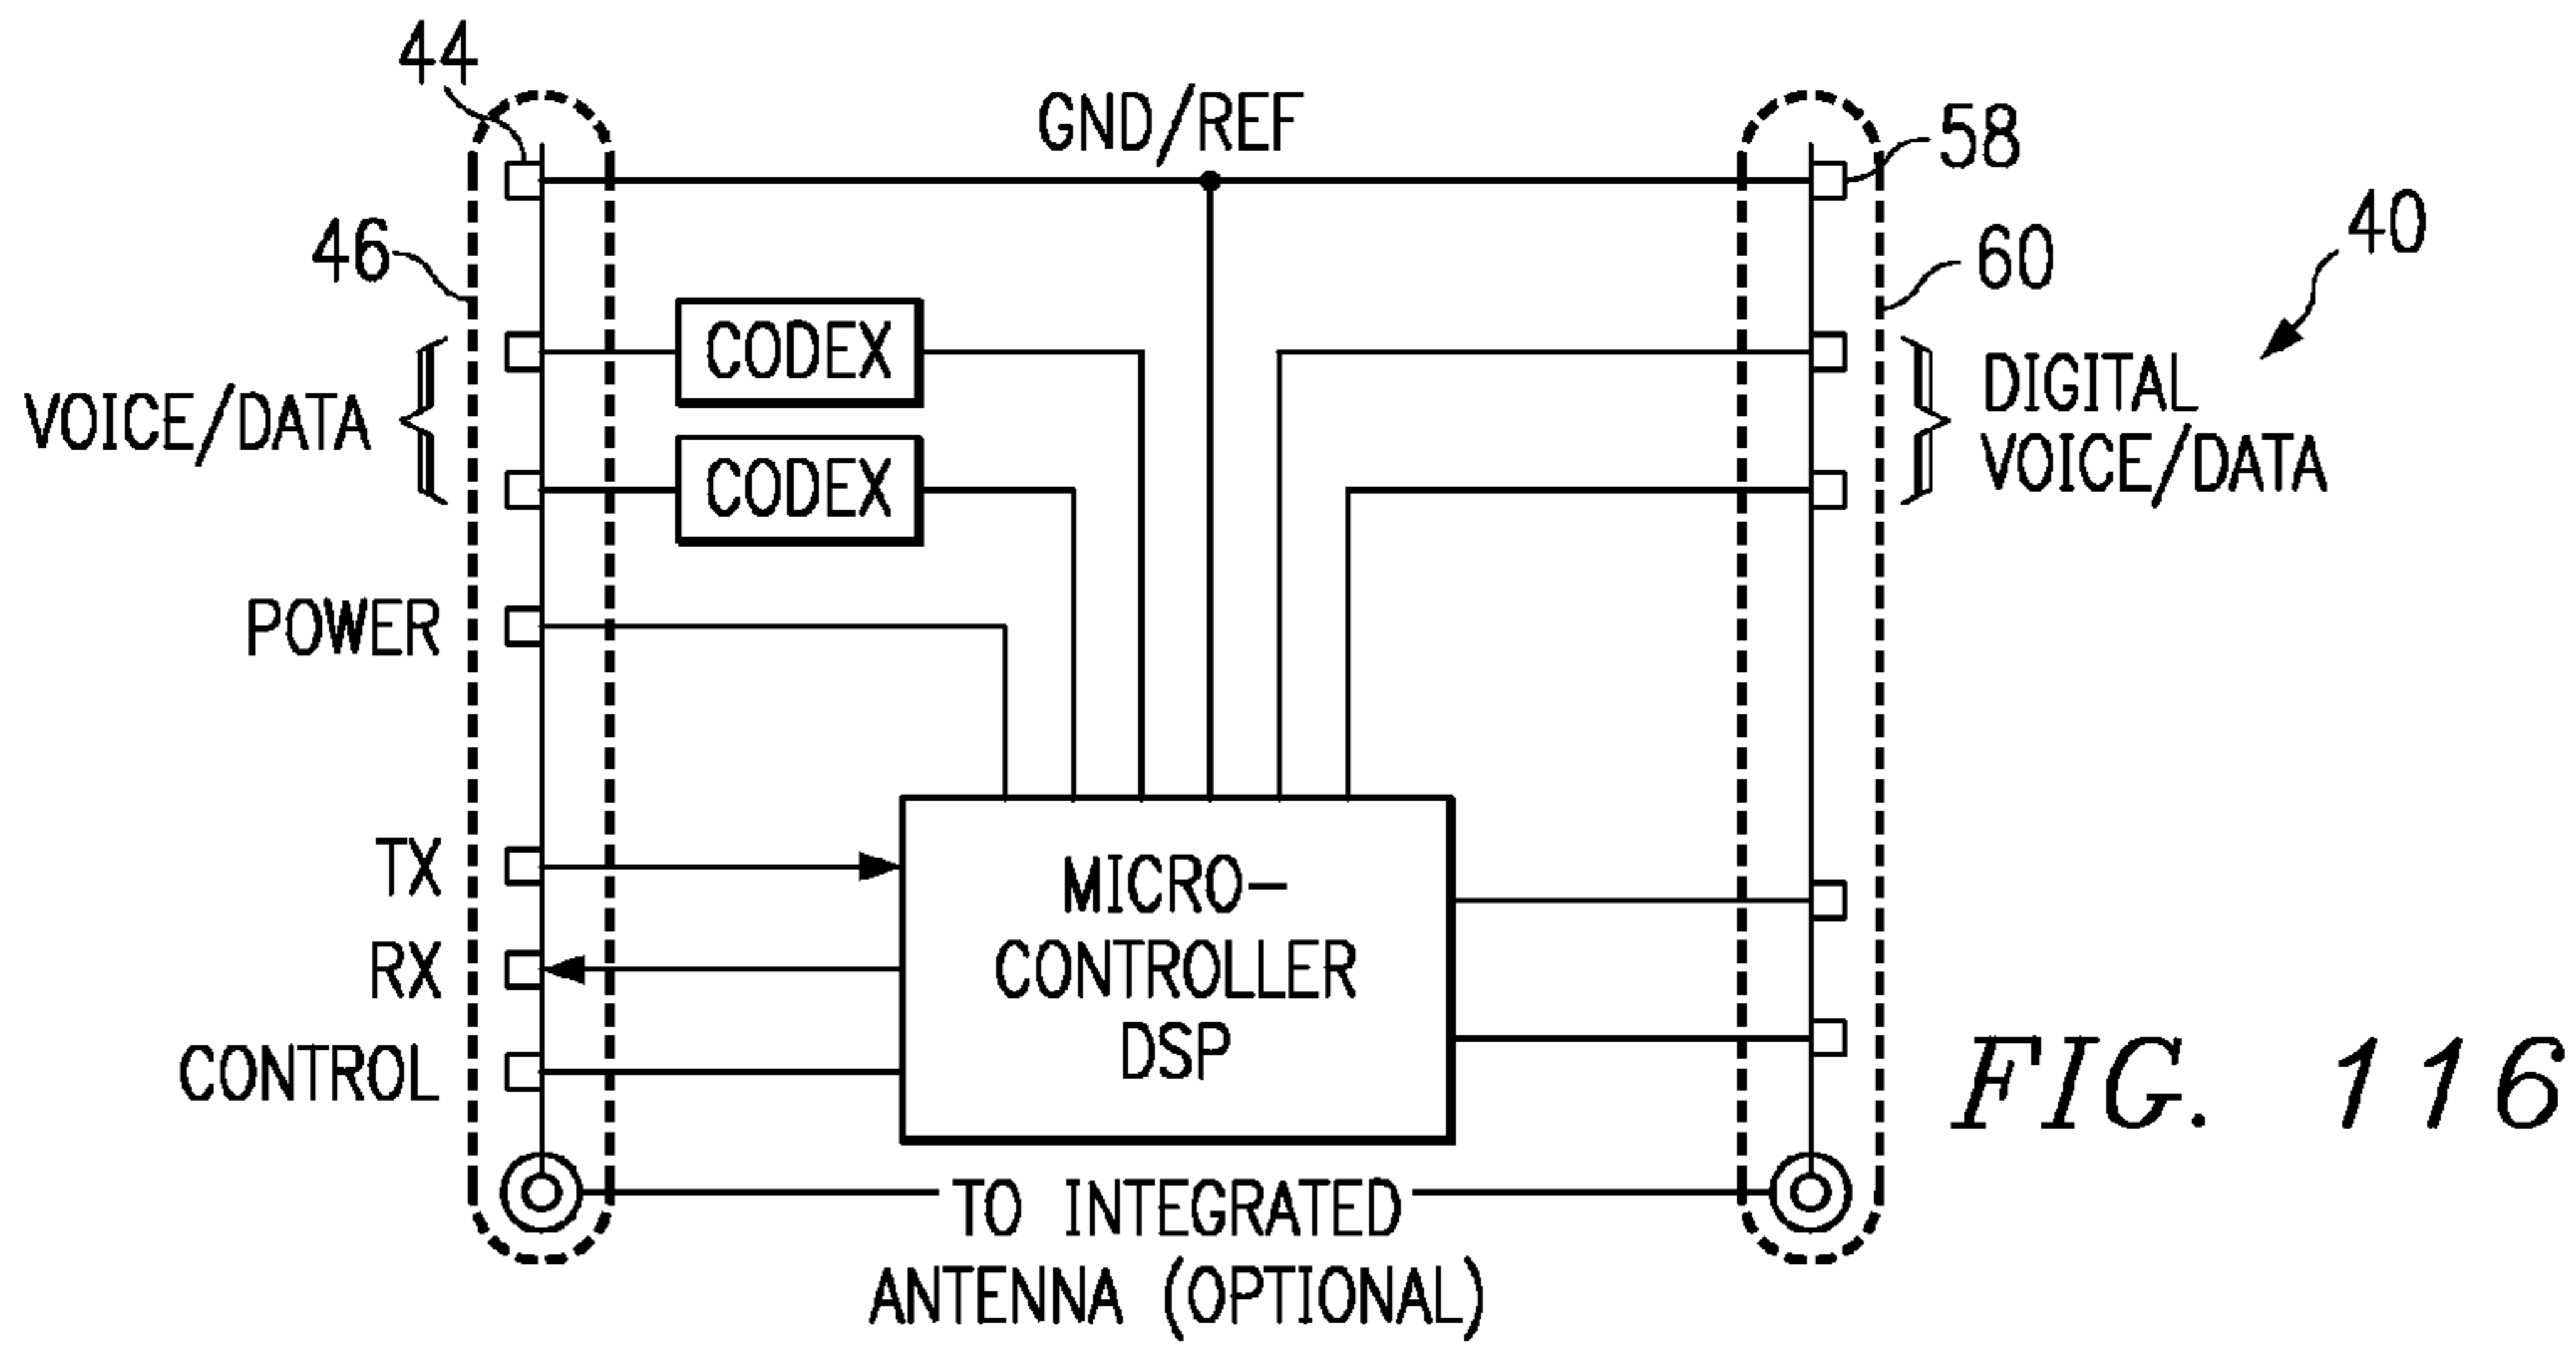 44
GND/REF
58
46
60
40
CODEX
VOICE/DATA
CODEX
DIGITAL
VOICE/DATA
POWER
TX
RX
CONTROL
MICRO-
CONTROLLER
DSP
TO INTEGRATED
ANTENNA (OPTIONAL)
FIG. 116